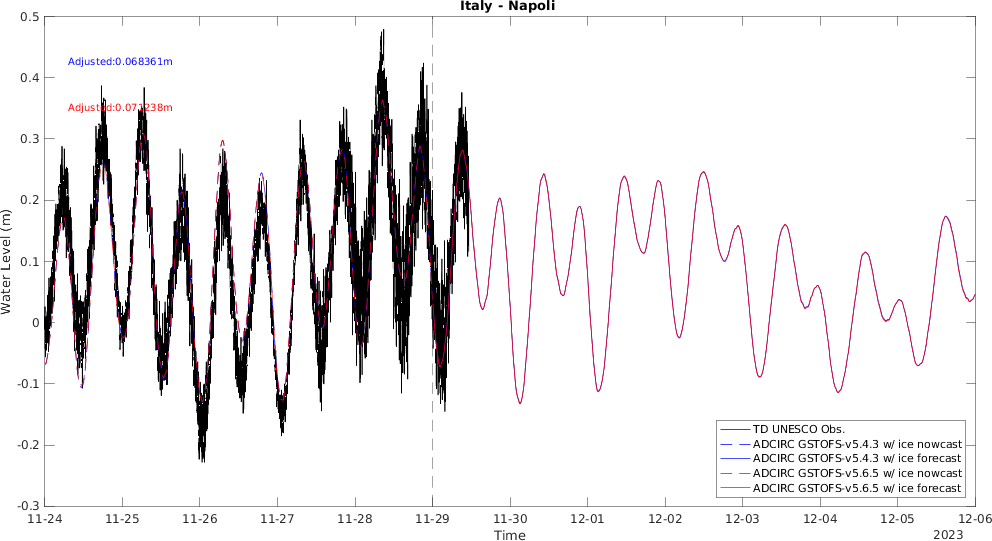 Italy - Napoli
Water Level (m)
0.5
0.4
0.3
0.2
0.1
0
-0.1
-0.2
-0.3
Adjusted:0.068361m
Adjusted:0.071238m
TD UNESCO Obs.
ADCIRC GSTOFS-v5.4.3 w/ ice nowcast
ADCIRC GSTOFS-v5.4.3 w/ ice forecast
ADCIRC GSTOFS-v5.6.5 w/ ice nowcast
ADCIRC GSTOFS-v5.6.5 w/ ice forecast
11-24 11-25 11-26 11-27 11-28 11-29 11-30 12-01 12-02 12-03 12-04 12-05 12-06
Time
2023